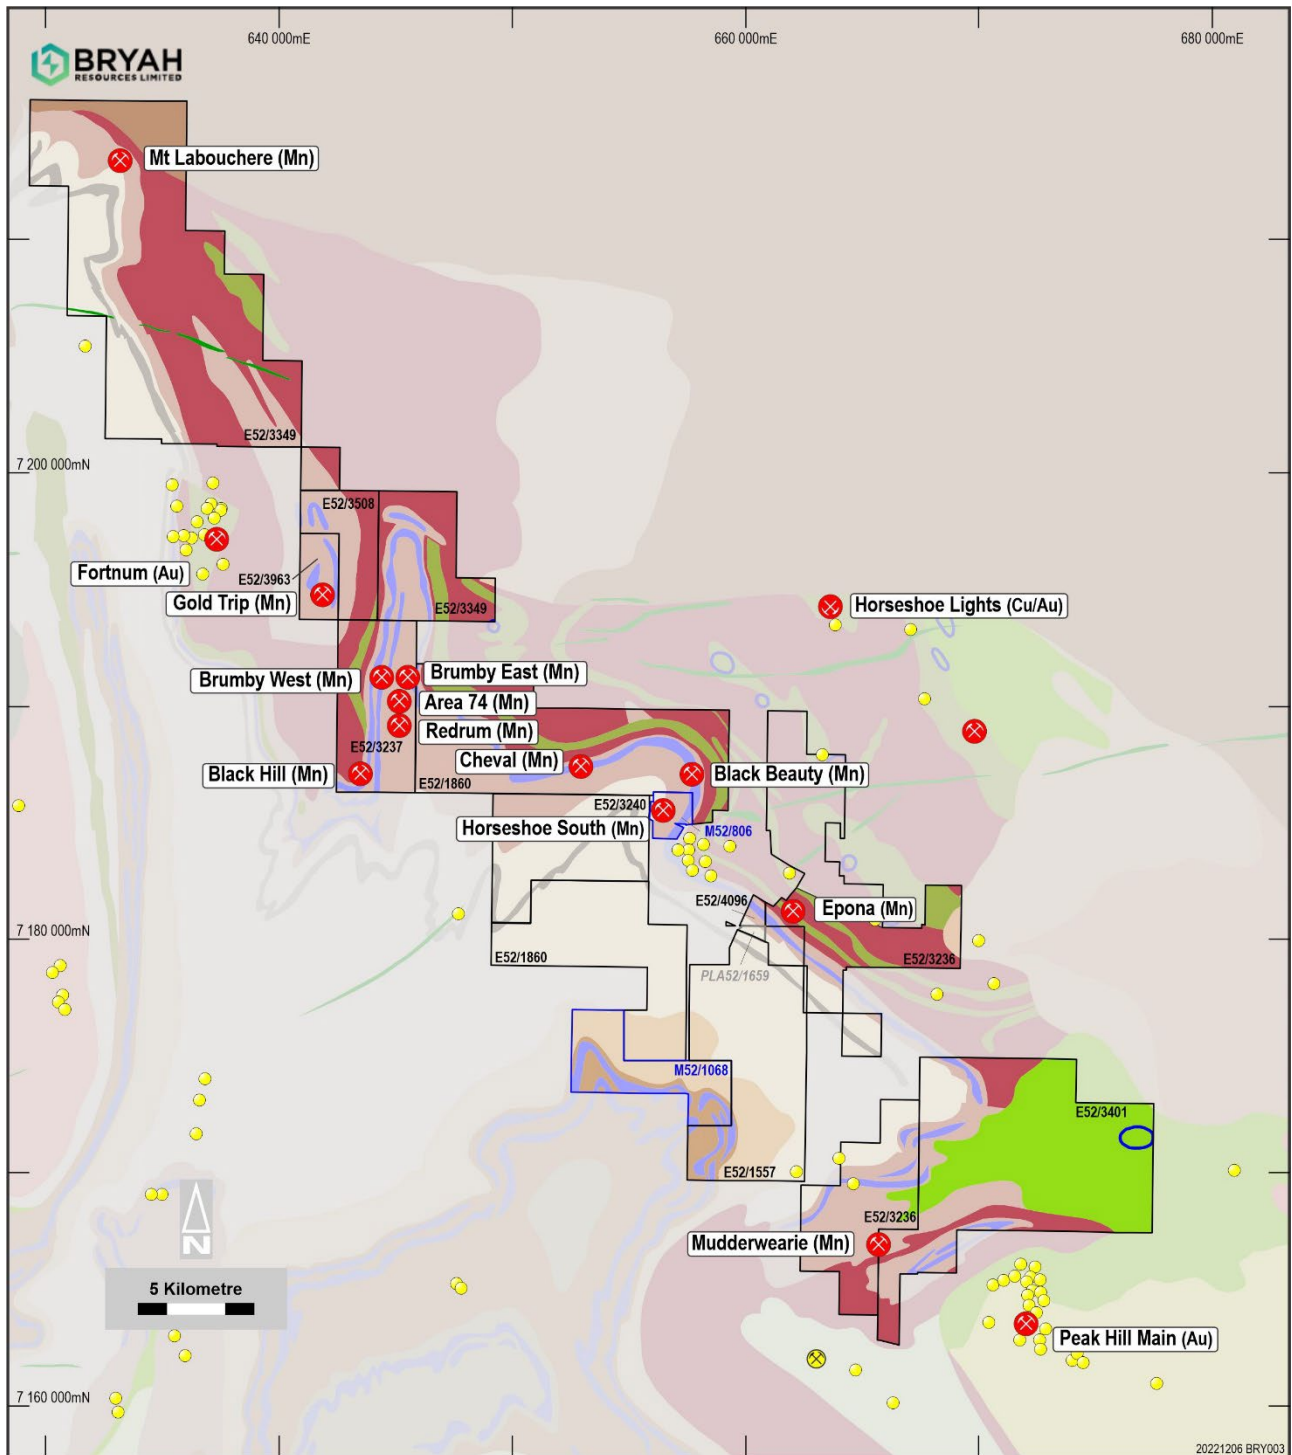 640 000mE
660 000mE
680 000mE
BRYAH
RESOURCES LIMITED
Mt Labouchere (Mn)
E52/3349
7 200 000mN
E52/3508
Fortnum (Au)
E52/3963
Gold Trip (Mn)
E52/3349
Horseshoe Lights (Cu/Au)
Brumby West (Mn)
Brumby East (Mn)
Area 74 (Mn)
Redrum (Mn)
E52/3237
Cheval (Mn)
Black Hill (Mn)
Black Beauty (Mn)
E52/1860
E52/3240
Horseshoe South (Mn)
M52/806
E52/4096
Epona (Mn)
7 180 000mN
E52/1860
E52/3236
PLA52/1659
M52/1068
E52/3401
E52/1557
E52/3236
Mudderwearie (Mn)
N
5 Kilometre
Peak Hill Main (Au)
7 160 000mN
20221206 BRY003